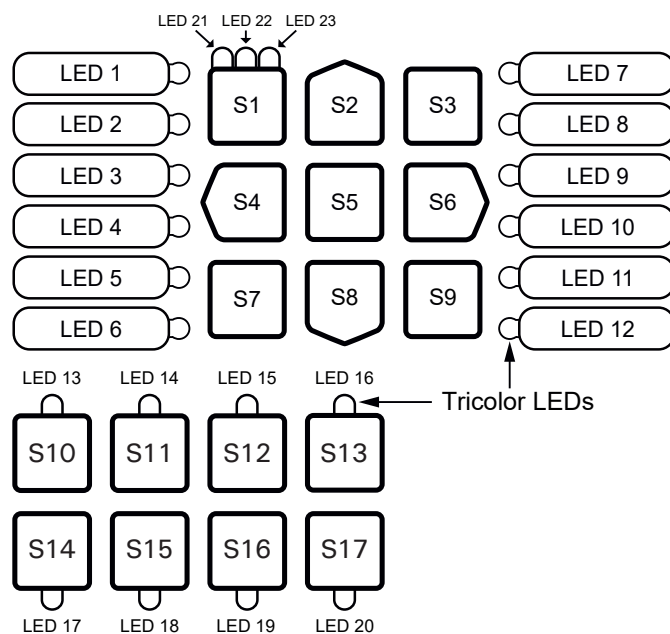 LED 21 LED 22 LED 23
LED 1 LED 7
S1 S2 S3
LED 2 LED 8
LED 3 LED 9
S4 S5 S6
LED 4 LED 10
LED 5 LED 11
S7 S8 S9
LED 6 LED 12
LED 13 LED 14 LED 15 LED 16
Tricolor LEDs
S10 S11 S12 S13
S14 S15 S16 S17
LED 17 LED 18 LED 19 LED 20